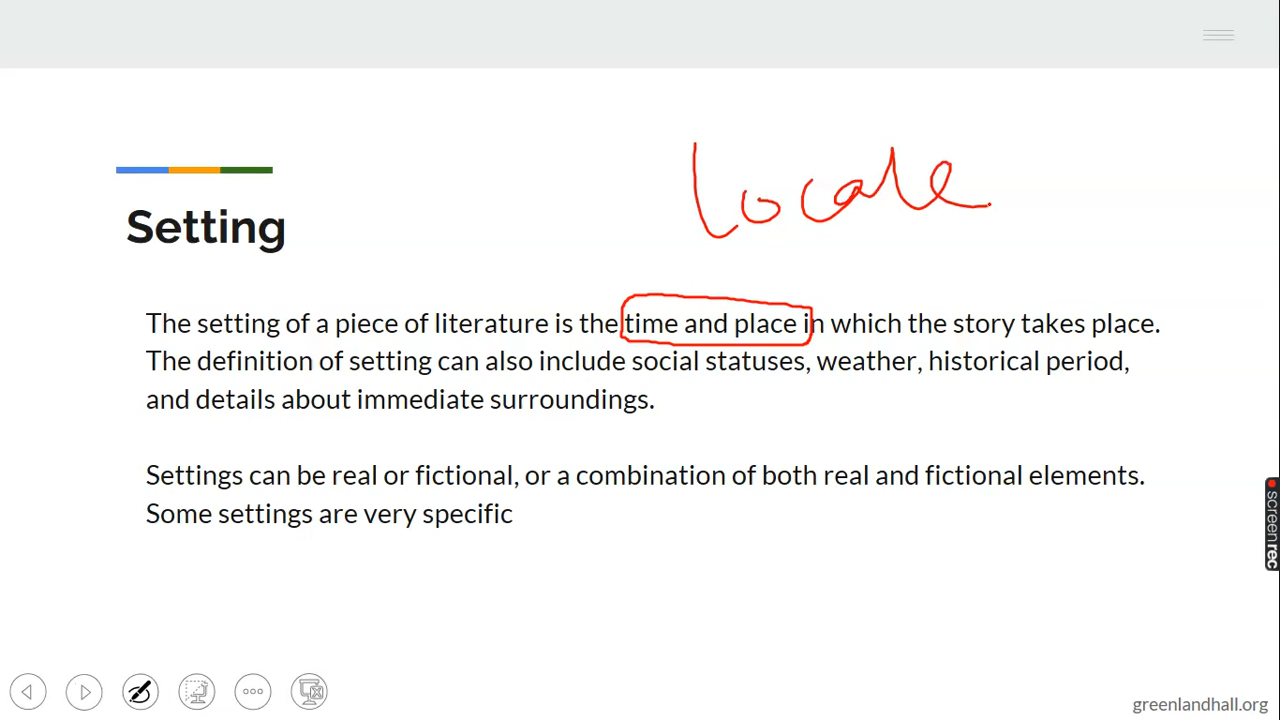 Locale
Setting
The setting of a piece of literature is the time and place in which the story takes place.
The definition of setting can also include social statuses, weather, historical period,
and details about immediate surroundings.
Settings can be real or fictional, or a combination of both real and fictional elements.
Some settings are very specific
screenrec
greenlandhall.org